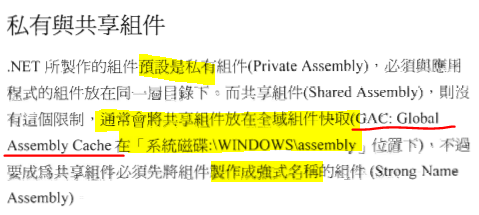 私有與共享組件
.NET 所製作的組件預設是私有組件(Private Assembly)，必須與應用
程式的組件放在同一層目錄下。而共享組件(Shared Assembly)，則沒
有這個限制，通常會將共享組件放在全域組件快取(GAC: Global
Assembly Cache 在「系統磁碟:\WINDOWS\assembly」位置下)，不過
要成為共享組件必須先將組件製作成強式名稱的組件 (Strong Name
Assembly)